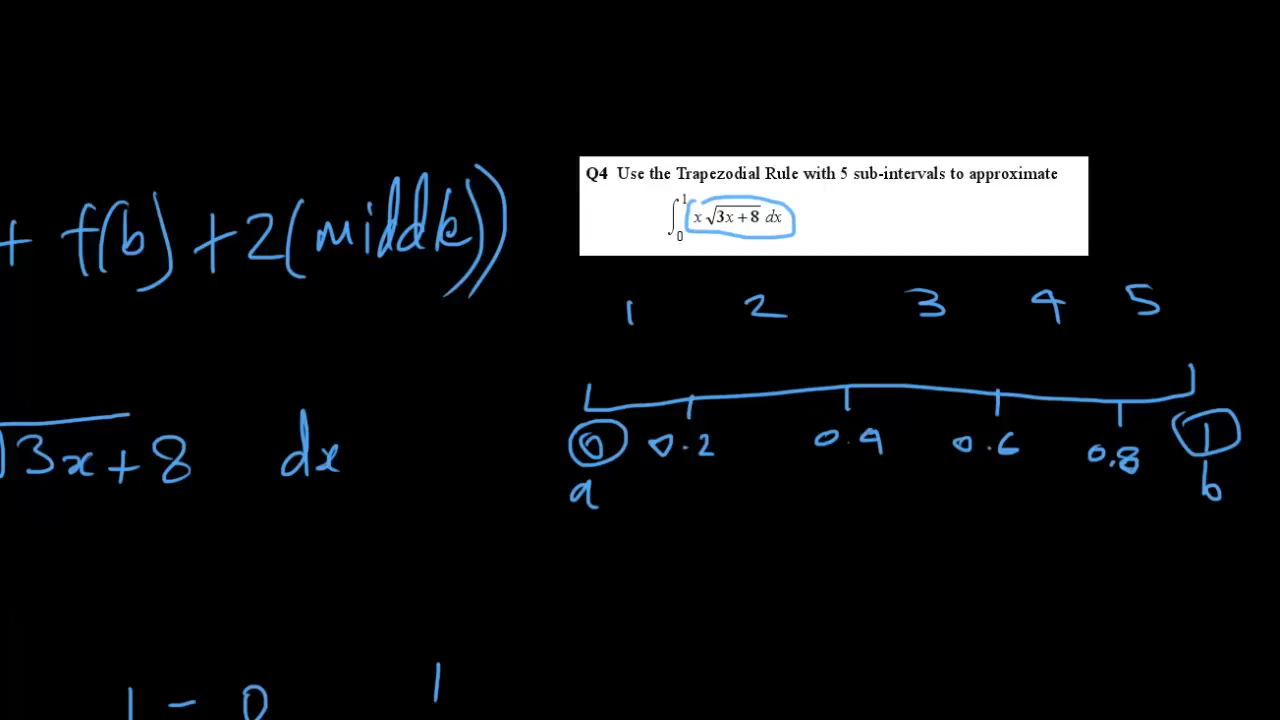 Q4 Use the Trapezodial Rule with 5 sub-intervals to approximate
∫₀¹ x √3x + 8 dx
+ f(b) + 2(middle))
1 2 3 4 5
√3x + 8 dx
0 0.2 0.4 0.6 0.8 1
a b
1 - 0 1